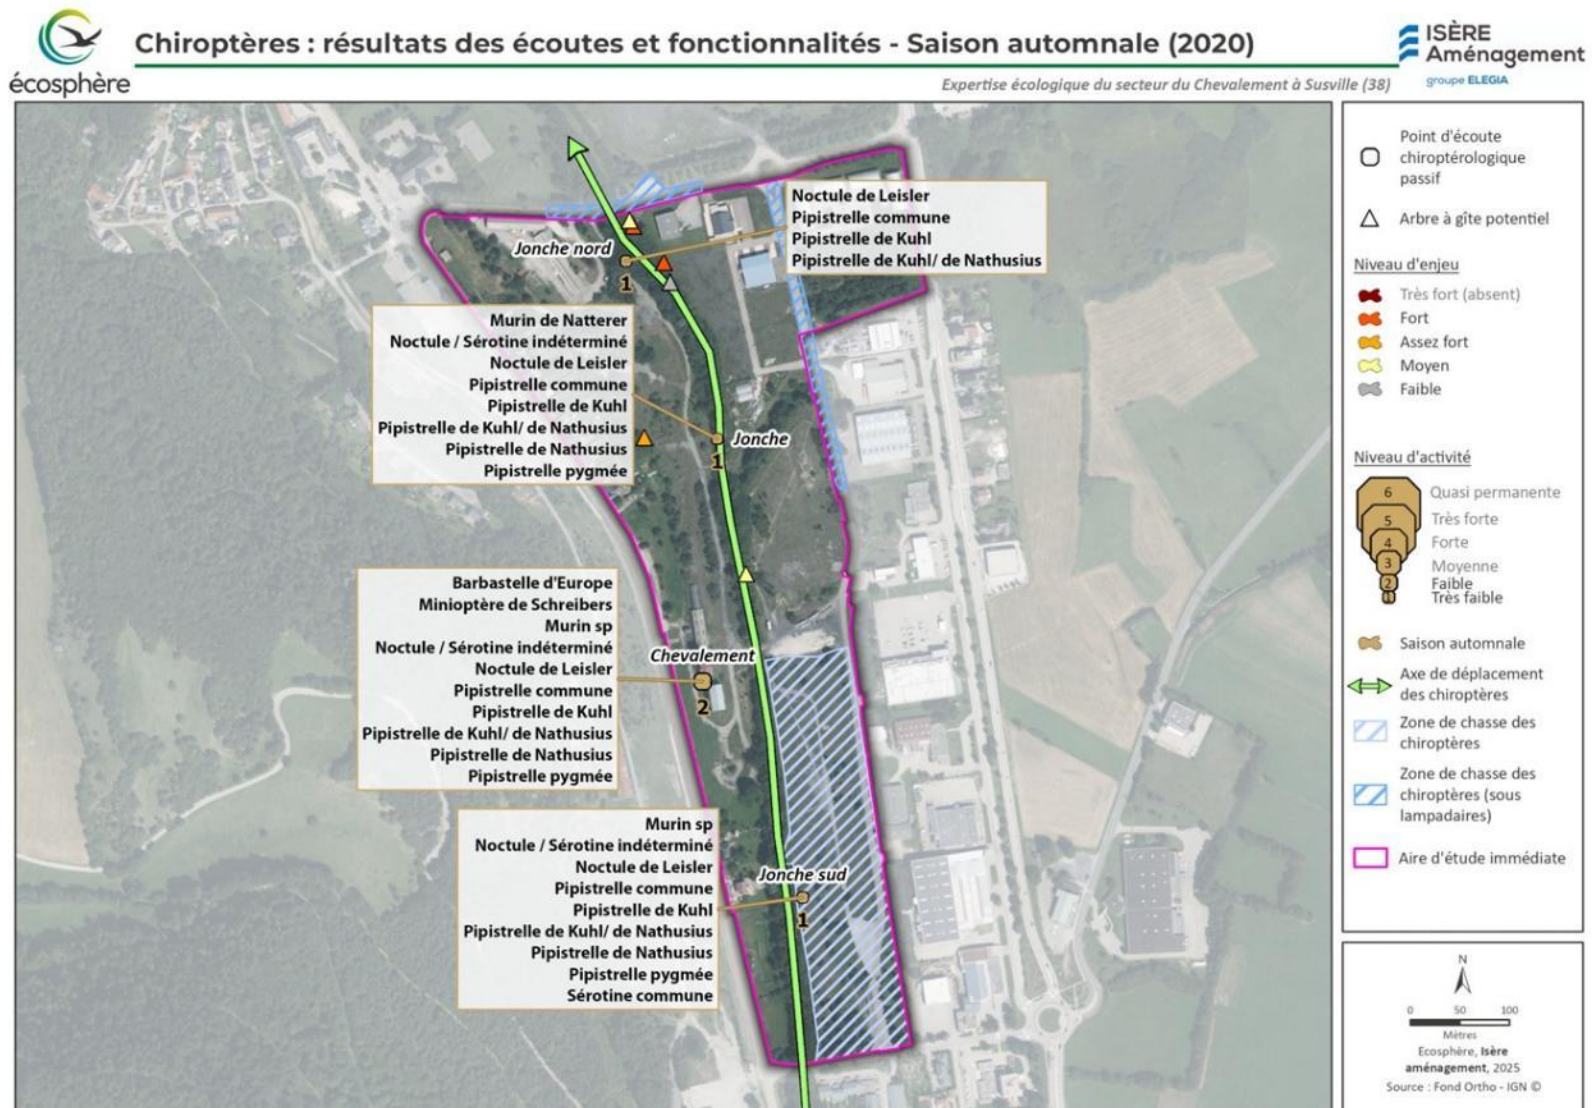 écosphère
Chiroptères : résultats des écoutes et fonctionnalités - Saison automnale (2020)
Expertise écologique du secteur du Chevalement à Susville (38)
ISÈRE
Aménagement
groupe ELEGIA
Noctule de Leisler
Pipistrelle commune
Pipistrelle de Kuhl
Pipistrelle de Kuhl/ de Nathusius
Jonche nord
1
Murin de Natterer
Noctule / Sérotine indéterminé
Noctule de Leisler
Pipistrelle commune
Pipistrelle de Kuhl
Pipistrelle de Kuhl/ de Nathusius
Pipistrelle de Nathusius
Pipistrelle pygmée
Jonche
1
Barbastelle d'Europe
Minioptère de Schreibers
Murin sp
Noctule / Sérotine indéterminé
Noctule de Leisler
Pipistrelle commune
Pipistrelle de Kuhl
Pipistrelle de Kuhl/ de Nathusius
Pipistrelle de Nathusius
Pipistrelle pygmée
Chevalement
2
Murin sp
Noctule / Sérotine indéterminé
Noctule de Leisler
Pipistrelle commune
Pipistrelle de Kuhl
Pipistrelle de Kuhl/ de Nathusius
Pipistrelle de Nathusius
Pipistrelle pygmée
Sérotine commune
Jonche sud
1
Point d'écoute
chiroptérologique
passif
Arbre à gîte potentiel
Niveau d'enjeu
Très fort (absent)
Fort
Assez fort
Moyen
Faible
Niveau d'activité
6 Quasi permanente
5 Très forte
4 Forte
3 Moyenne
2 Faible
1 Très faible
Saison automnale
Axe de déplacement
des chiroptères
Zone de chasse des
chiroptères
Zone de chasse des
chiroptères (sous
lampadaires)
Aire d'étude immédiate
N
0 50 100
Mètres
Ecosphère, Isère
aménagement, 2025
Source : Fond Ortho - IGN ©